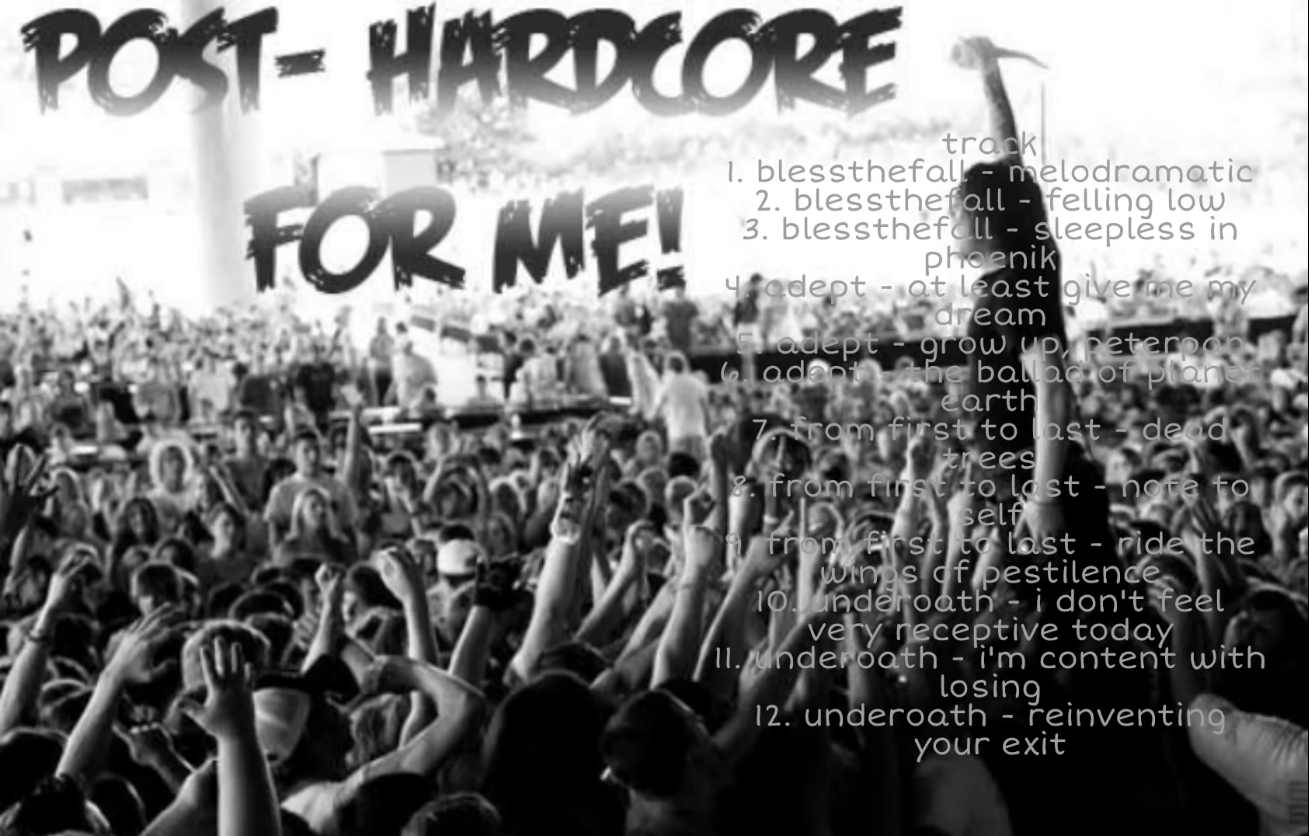 POST- HARDCORE
FOR ME!
track
1. blessthefall - melodramatic
2. blessthefall - felling low
3. blessthefall - sleepless in
phoenik
4. adept - at least give me my
dream
5. adept - grow up, peterpan
6. adept - the ballad of planet
earth
7. from first to last - dead
trees
8. from first to last - note to
self
9. from first to last - ride the
wings of pestilence
10. underoath - i don't feel
very receptive today
11. underoath - i'm content with
losing
12. underoath - reinventing
your exit